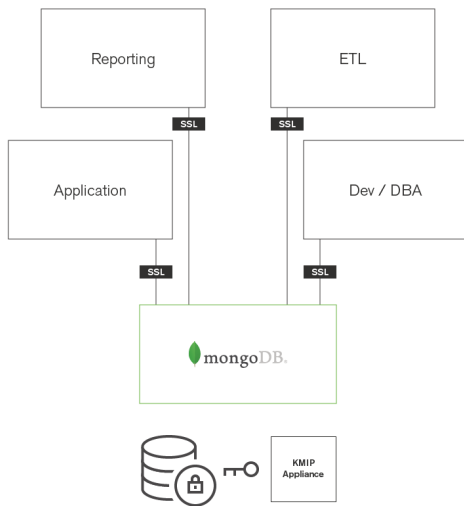 Reporting
ETL
SSL
SSL
Application
Dev / DBA
SSL
SSL
mongoDB.
KMIP
Appliance